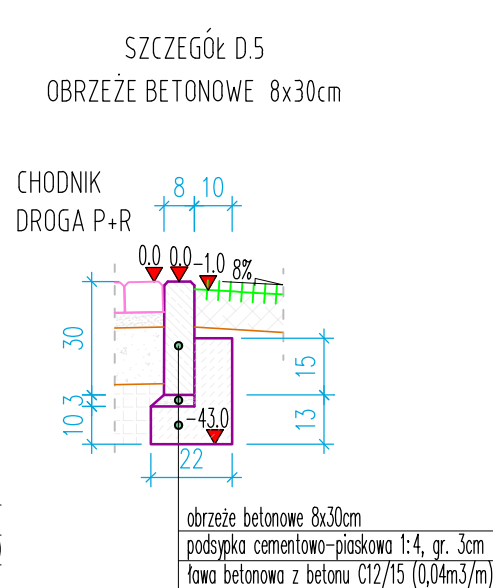 SZCZEGÓŁ D.5
OBRZEŻE BETONOWE 8x30cm
CHODNIK
DROGA P+R
8 10
0.0 0.0 -1.0 8%
30
3
10
15
13
-43.0
22
obrzeże betonowe 8x30cm
podsypka cementowo-piaskowa 1:4, gr. 3cm
ława betonowa z betonu C12/15 (0,04m3/m)